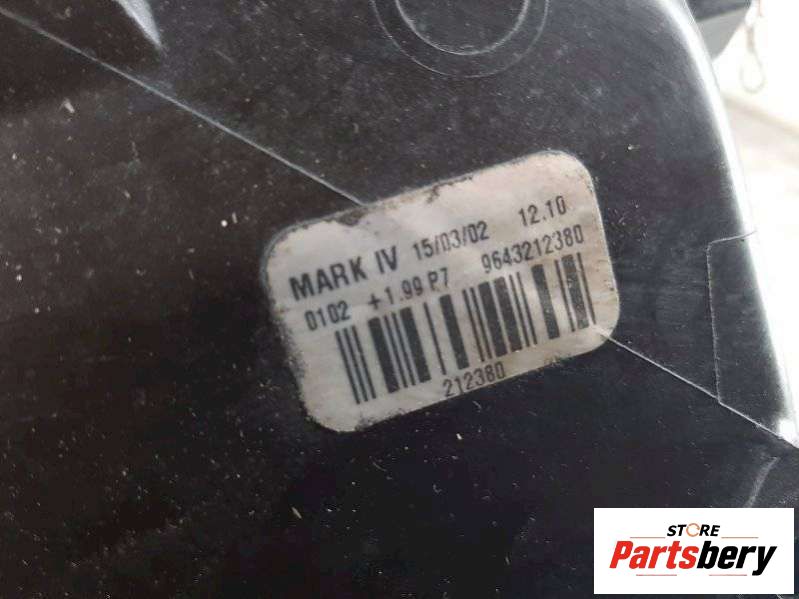 MARK IV 15/03/02 12.10
0102 +1.99 P7 9643212380
212380
STORE
Partsbery